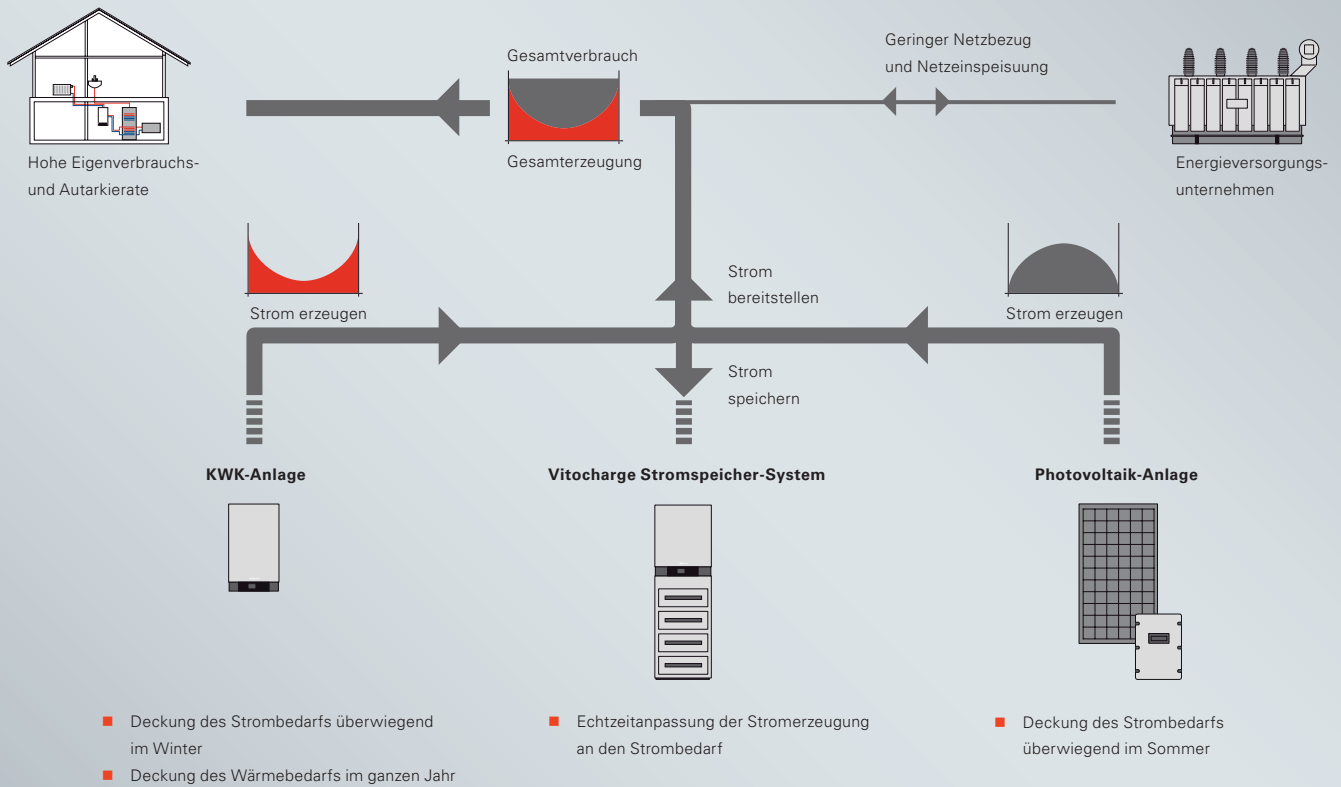 Gesamtverbrauch
Geringer Netzbezug
und Netzeinspeisuung
Hohe Eigenverbrauchs-
und Autarkierate
Gesamterzeugung
Energieversorgungs-
unternehmen
Strom
bereitstellen
Strom erzeugen
Strom erzeugen
Strom
speichern
KWK-Anlage
Vitocharge Stromspeicher-System
Photovoltaik-Anlage
Deckung des Strombedarfs überwiegend
im Winter
Deckung des Wärmebedarfs im ganzen Jahr
Echtzeitanpassung der Stromerzeugung
an den Strombedarf
Deckung des Strombedarfs
überwiegend im Sommer